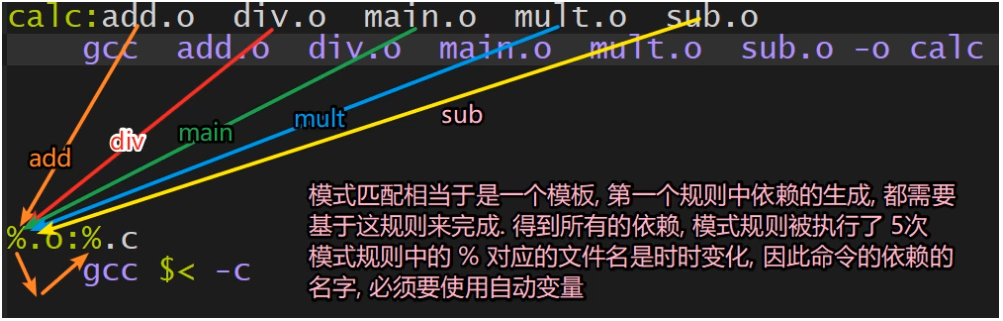 calc:add.o div.o main.o mult.o sub.o
gcc add.o div.o main.o mult.o sub.o -o calc
add
div
main
mult
sub
%.o:%.c
gcc $< -c
模式匹配相当于是一个模板, 第一个规则中依赖的生成, 都需要
基于这规则来完成. 得到所有的依赖, 模式规则被执行了 5次
模式规则中的 % 对应的文件名是时时变化, 因此命令的依赖的
名字, 必须要使用自动变量